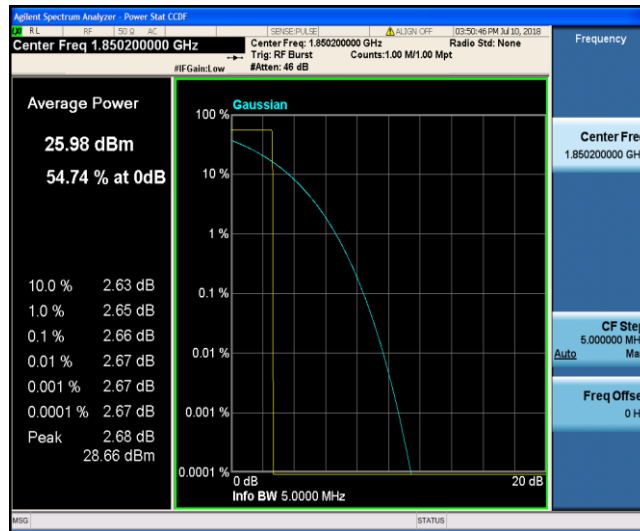 Agilent Spectrum Analyzer - Power Stat CCDF
RL RF 50 Ω AC SENSE:PULSE ALIGN OFF 03:50:46 PM Jul 10, 2018
Center Freq 1.850200000 GHz
Center Freq: 1.850200000 GHz Radio Std: None
Trig: RF Burst Counts:1.00 M/1.00 Mpt
#IFGain:Low #Atten: 46 dB
Frequency
Average Power
25.98 dBm
54.74 % at 0dB
10.0 % 2.63 dB
1.0 % 2.65 dB
0.1 % 2.66 dB
0.01 % 2.67 dB
0.001 % 2.67 dB
0.0001 % 2.67 dB
Peak 2.68 dB
28.66 dBm
Gaussian
100 %
10 %
1 %
0.1 %
0.01 %
0.001 %
0.0001 %
0 dB 20 dB
Info BW 5.0000 MHz
Center Fre
1.850200000 GH
CF Step
5.000000 MH
Auto Ma
Freq Offse
0 H
MSG STATUS